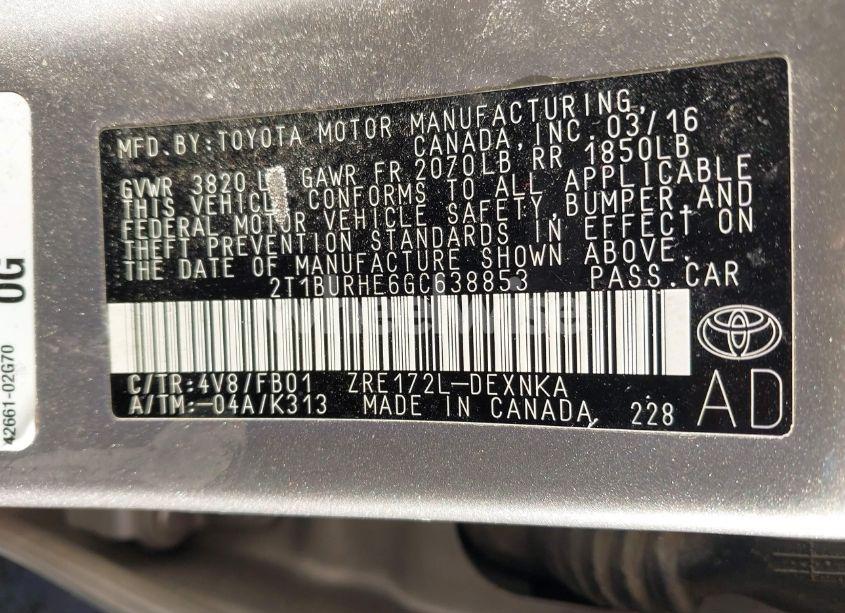 MFD.BY:TOYOTA MOTOR MANUFACTURING,
CANADA,INC.03/16
GVWR 3820 L GAWR FR 2070LB RR 1850LB
THIS VEHICL CONFORMS TO ALL APPLICABLE
FEDERAL MOTOR VEHICLE SAFETY,BUMPER,AND
THEFT PREVENTION STANDARDS IN EFFECT ON
THE DATE OF MANUFACTURE SHOWN ABOVE.
2T1BURHE6GC638853 PASS.CAR
C/TR:4V8/FB01 ZRE172L-DEXNKA
A/TM:-04A/K313 MADE IN CANADA 228
AD
0G
42661-02G70